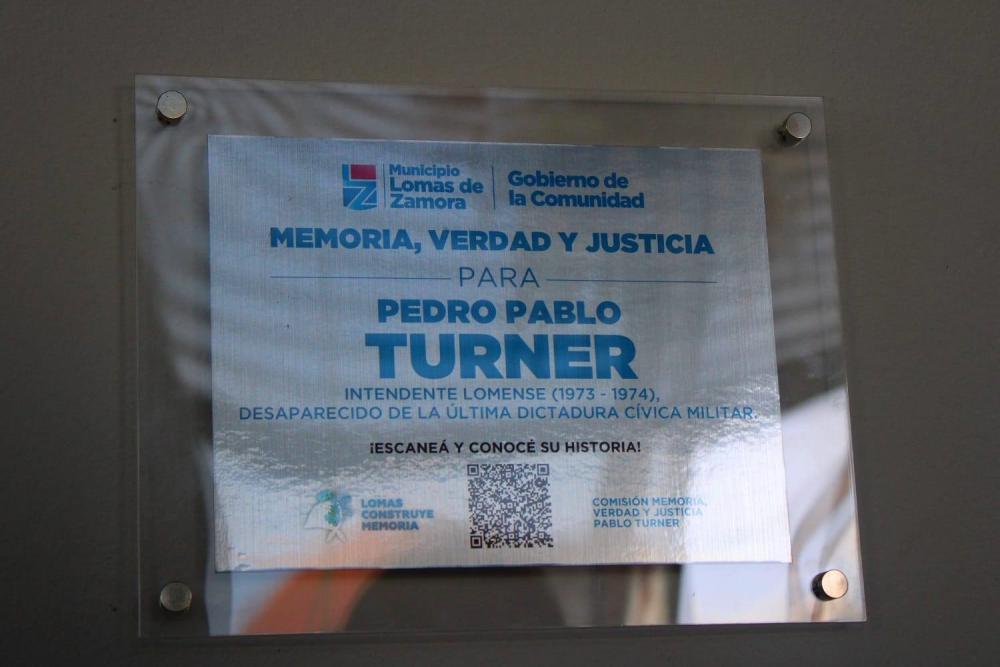 Municipio
Lomas de
Zamora
Gobierno de
la Comunidad
MEMORIA, VERDAD Y JUSTICIA
PARA
PEDRO PABLO
TURNER
INTENDENTE LOMENSE (1973 - 1974),
DESAPARECIDO DE LA ÚLTIMA DICTADURA CÍVICA MILITAR.
¡ESCANEÁ Y CONOCÉ SU HISTORIA!
LOMAS
CONSTRUYE
MEMORIA
COMISIÓN MEMORIA,
VERDAD Y JUSTICIA
PABLO TURNER